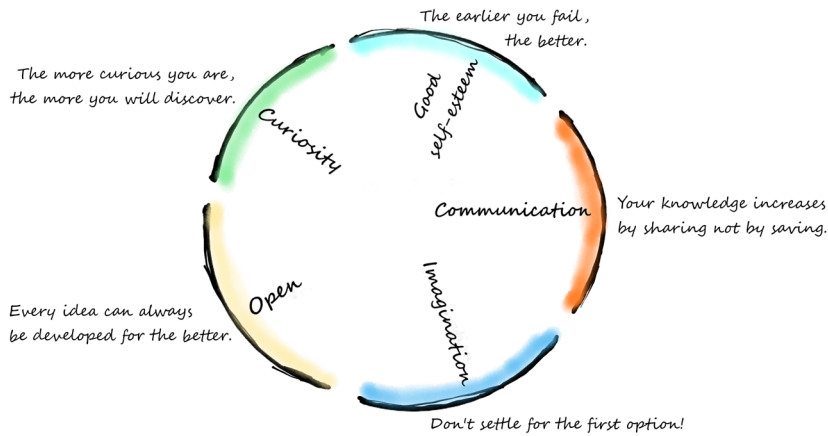 The earlier you fail,
the better.
Good
self-esteem
The more curious you are,
the more you will discover.
Curiosity
Communication
Your knowledge increases
by sharing not by saving.
Imagination
Open
Every idea can always
be developed for the better.
Don't settle for the first option!